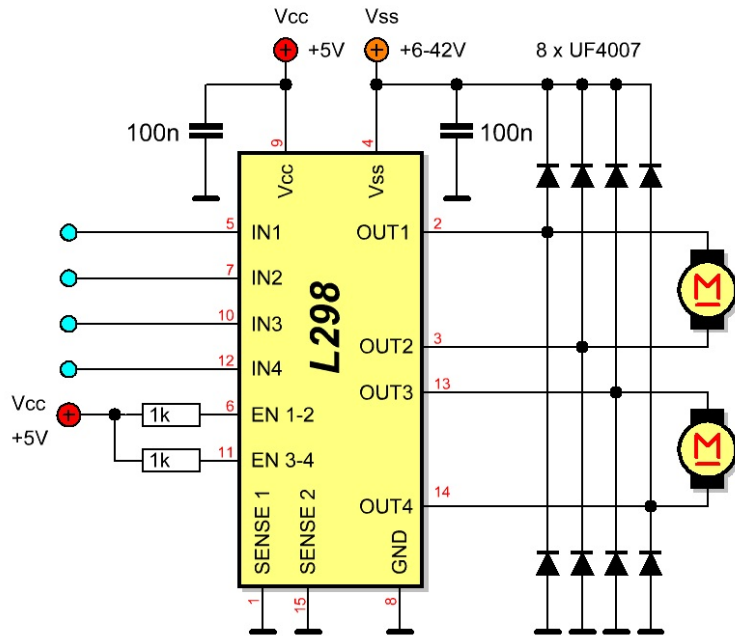 Vcc
Vss
+5V
+6-42V
8 x UF4007
100n
100n
9
4
Vcc
Vss
5
IN1
OUT1
2
7
IN2
M
10
IN3
L298
OUT2
3
12
IN4
OUT3
13
Vcc
+5V
1k
6
EN 1-2
M
1k
11
EN 3-4
OUT4
14
SENSE 1
SENSE 2
GND
1
15
8